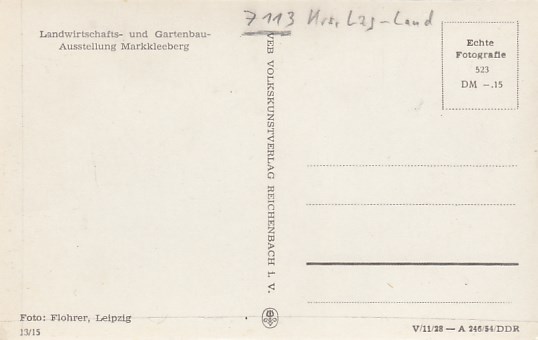 7113 Krs. Lzg-Land
Landwirtschafts- und Gartenbau-
Ausstellung Markkleeberg
Echte
Fotografie
523
DM —.15
VEB VOLKSKUNSTVERLAG REICHENBACH i. V.
Foto: Flohrer, Leipzig
13/15
V/11/28 — A 246/54/DDR